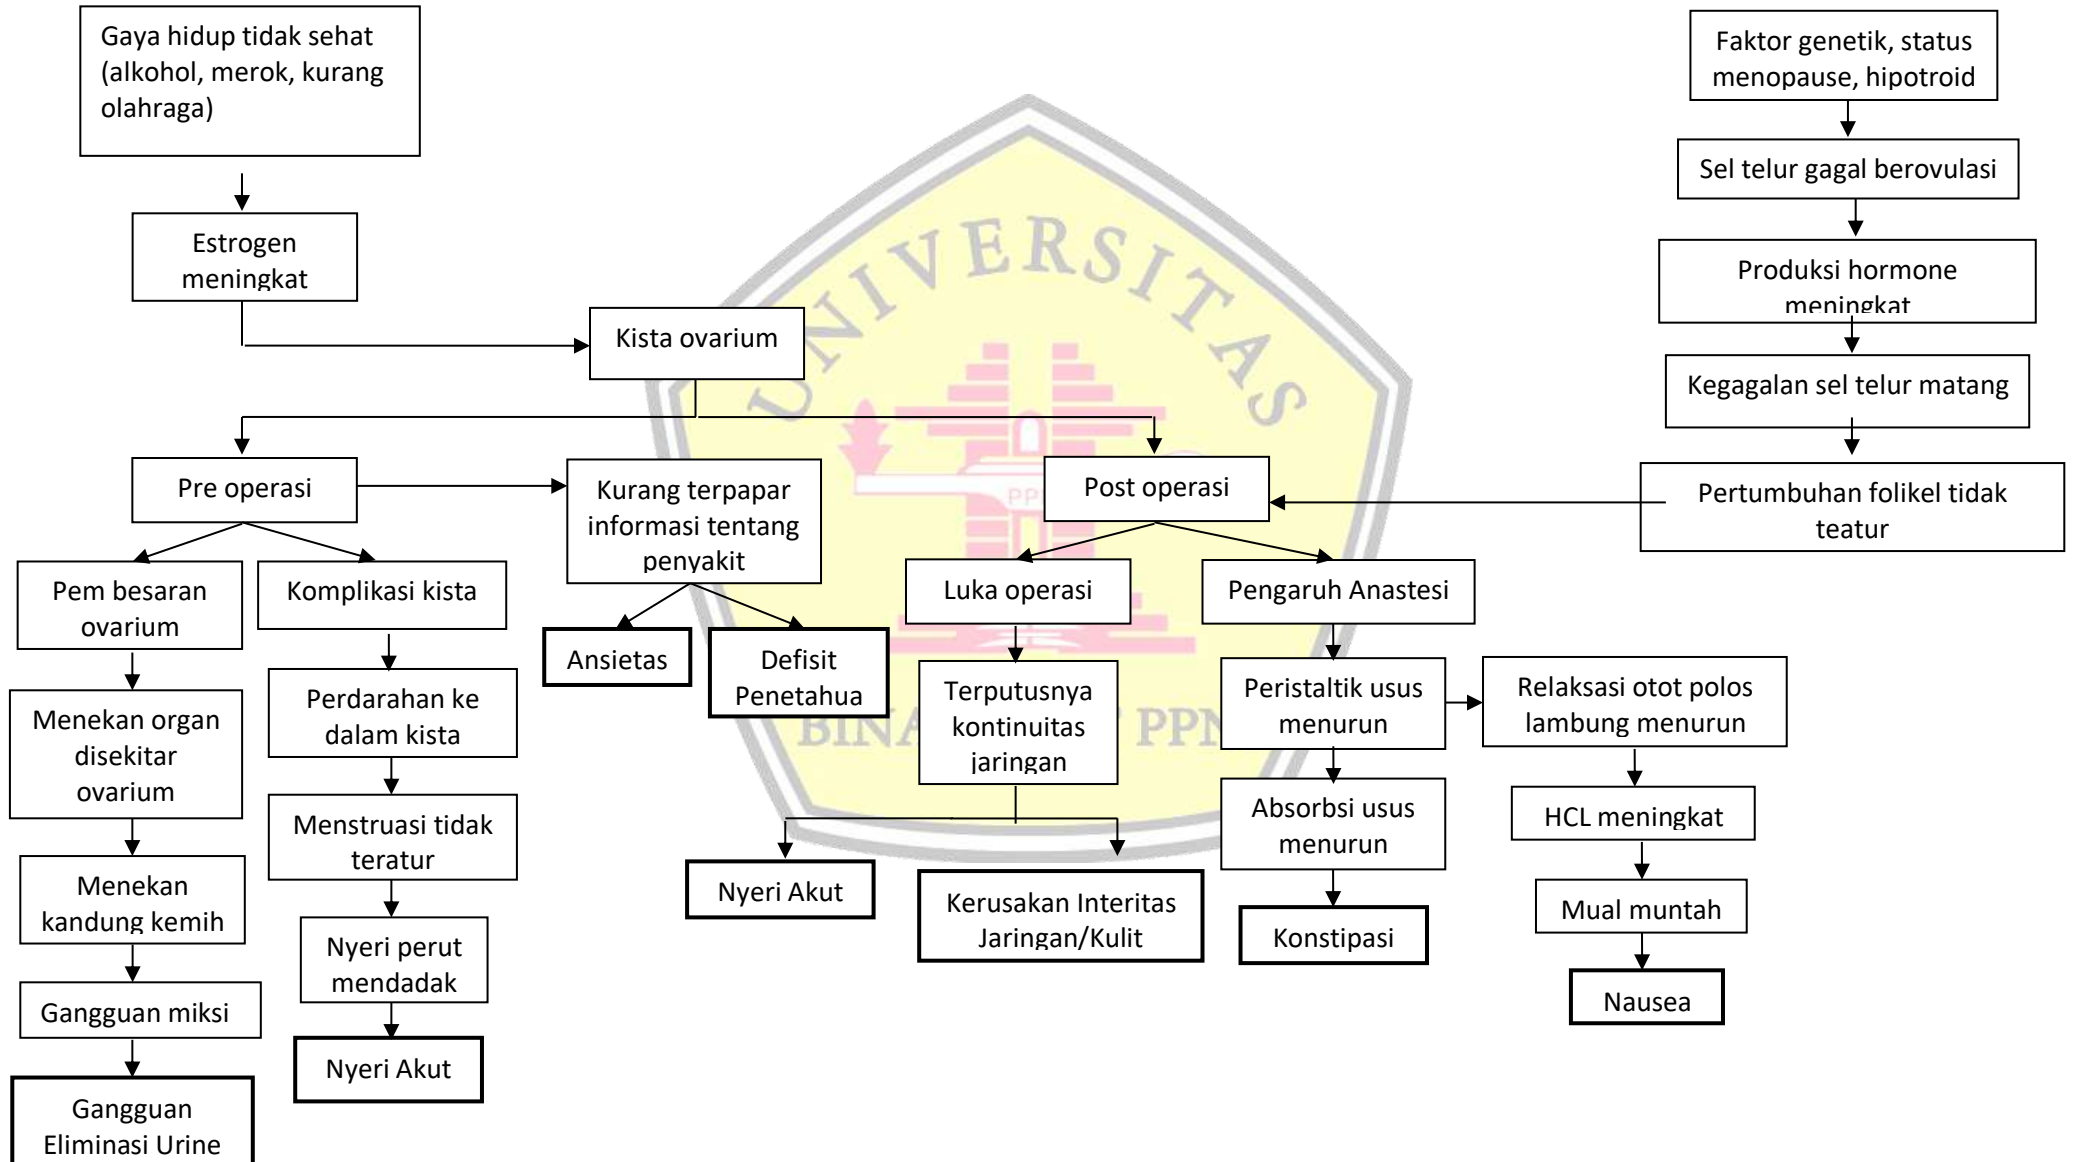 Gaya hidup tidak sehat
(alkohol, merok, kurang
olahraga)
Faktor genetik, status
menopause, hipotroid
Sel telur gagal berovulasi
Estrogen
meningkat
Produksi hormone
meningkat
UNIVERSITAS
Kista ovarium
Kegagalan sel telur matang
Pre operasi
Kurang terpapar
informasi tentang
penyakit
Post operasi
Pertumbuhan folikel tidak
teatur
Pem besaran
ovarium
Komplikasi kista
Luka operasi
Pengaruh Anastesi
Ansietas
Defisit
Penetahua
Menekan organ
disekitar
ovarium
Perdarahan ke
dalam kista
Terputusnya
kontinuitas
jaringan
Peristaltik usus
menurun
Relaksasi otot polos
lambung menurun
Menstruasi tidak
teratur
Absorbsi usus
menurun
HCL meningkat
Menekan
kandung kemih
Nyeri perut
mendadak
Nyeri Akut
Kerusakan Interitas
Jaringan/Kulit
Konstipasi
Mual muntah
Gangguan miksi
Nyeri Akut
Nausea
Gangguan
Eliminasi Urine